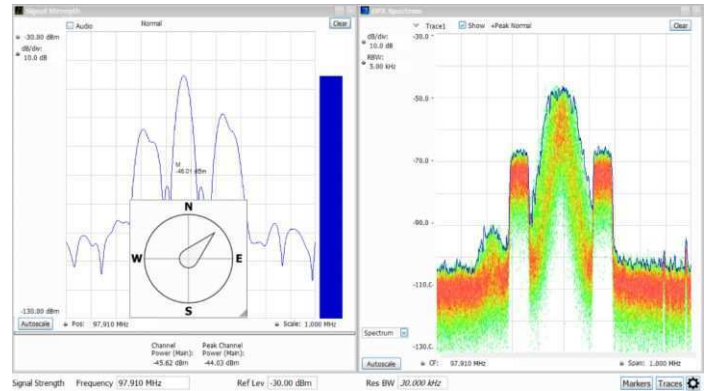 Signal Strength
Audio
Normal
Clear
-30.00 dBm
dB/div:
10.0 dB
M
-46.01 dBm
N
W
E
S
-130.00 dBm
Autoscale
Pos: 97.910 MHz
Scale: 1.000 MHz
Channel
Power (Main):
-45.62 dBm
Peak Channel
Power (Main):
-44.03 dBm
DPX Spectrum
Trace1
Show
+Peak Normal
Clear
dB/div:
10.0 dB
RBW:
5.00 kHz
-30.0
-50.0
-70.0
-90.0
-110.0
-130.0
Spectrum
Autoscale
CF: 97.910 MHz
Span: 1.000 MHz
Signal Strength
Frequency 97.910 MHz
Ref Lev -30.00 dBm
Res BW 30.000 kHz
Markers
Traces